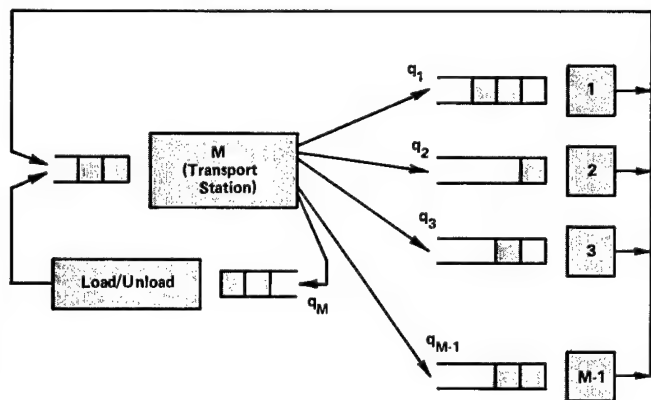 q1
1
M
(Transport
Station)
q2
2
q3
3
Load/Unload
qM
qM-1
M-1